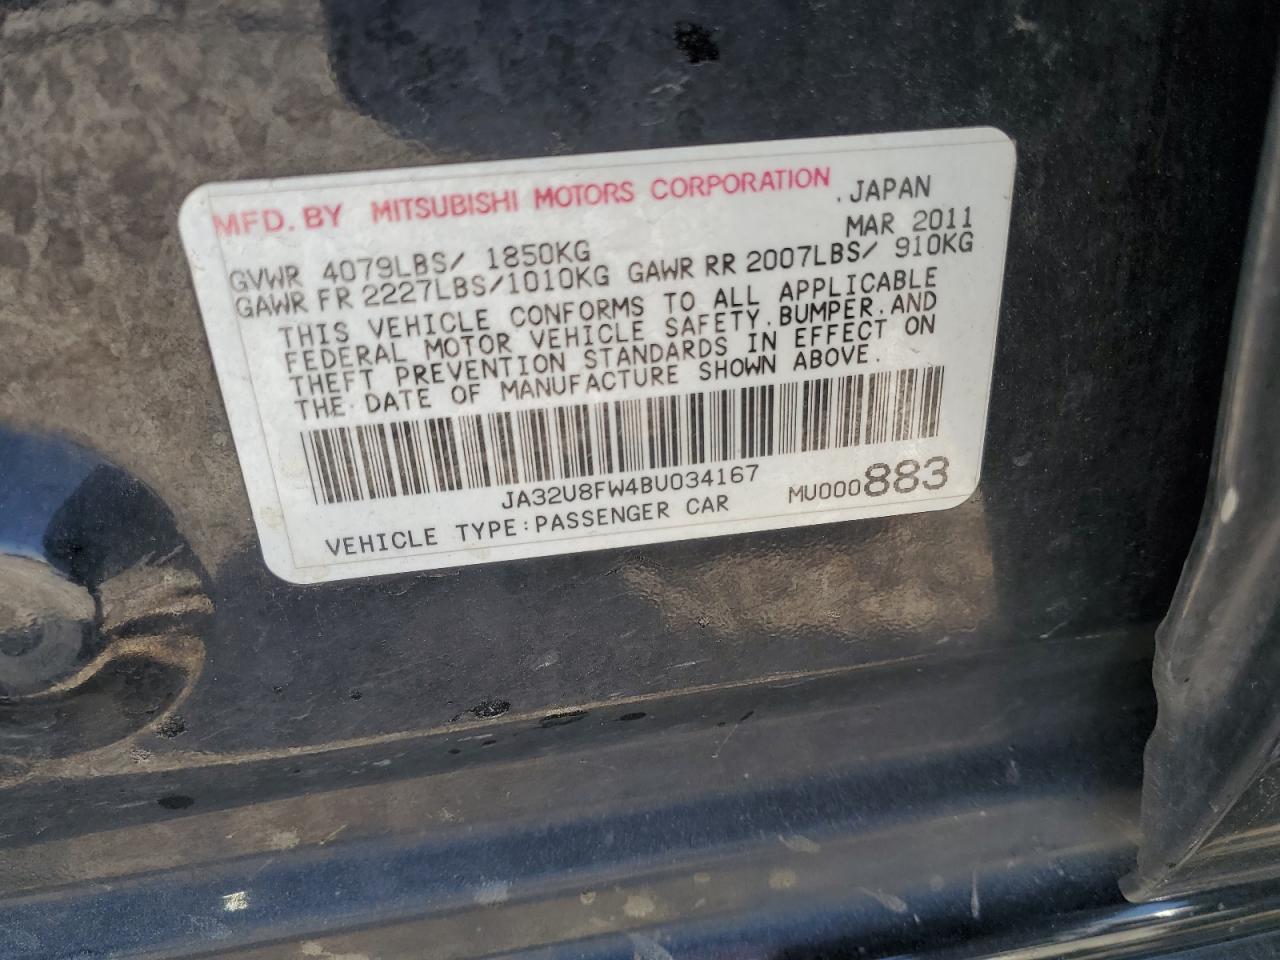 MFD. BY MITSUBISHI MOTORS CORPORATION . JAPAN
MAR 2011
GVWR 4079LBS/ 1850KG
GAWR FR 2227LBS/1010KG GAWR RR 2007LBS/ 910KG
THIS VEHICLE CONFORMS TO ALL APPLICABLE
FEDERAL MOTOR VEHICLE SAFETY, BUMPER, AND
THEFT PREVENTION STANDARDS IN EFFECT ON
THE DATE OF MANUFACTURE SHOWN ABOVE.
JA32U8FW4BU034167
VEHICLE TYPE:PASSENGER CAR MU000883